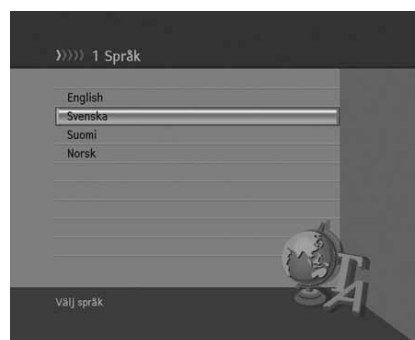 1 Språk
English
Svenska
Suomi
Norsk
Välj språk